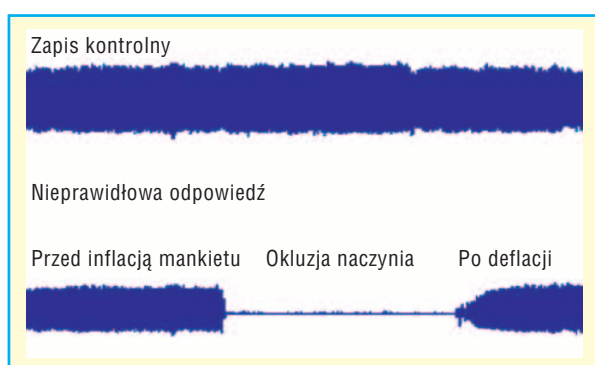 Zapis kontrolny
Nieprawidłowa odpowiedź
Przed inflacją mankietu Okluzja naczynia Po deflacji